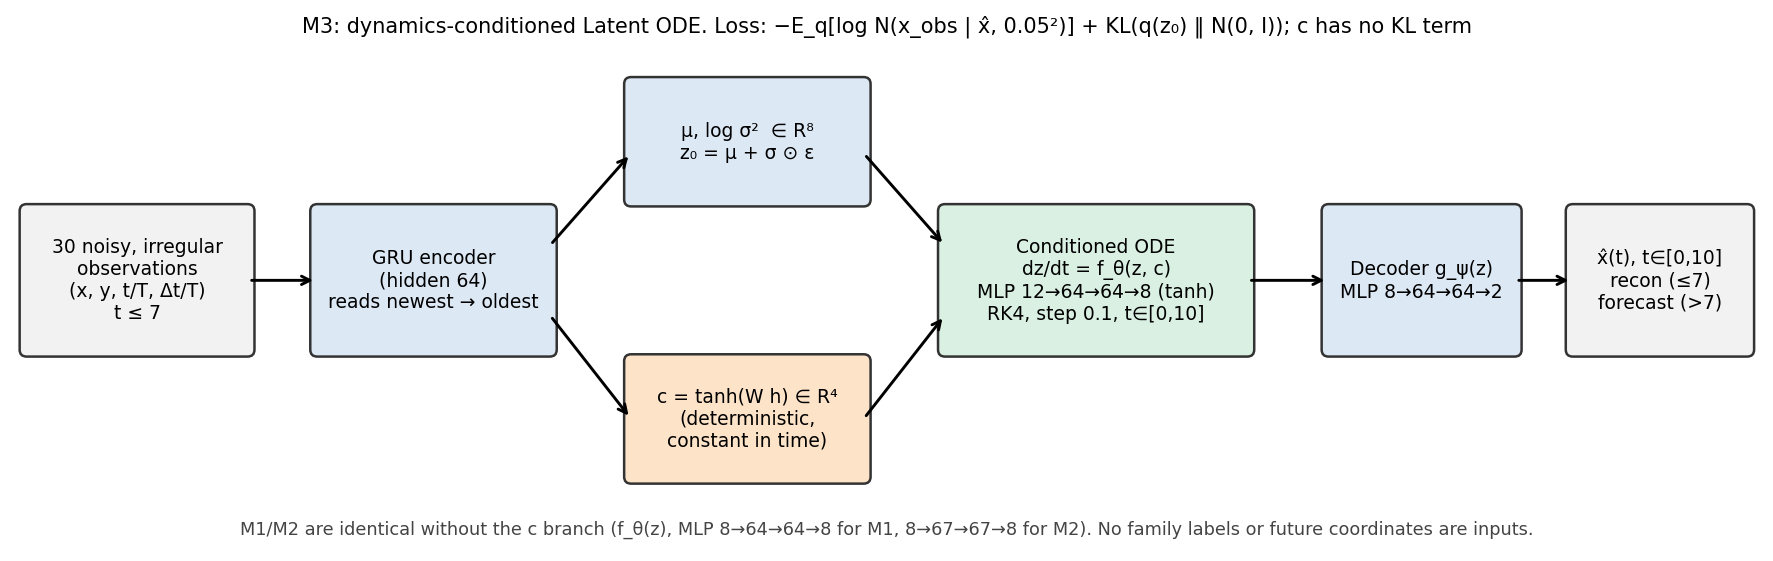 M3: dynamics-conditioned Latent ODE. Loss: −E_q[log N(x_obs | x̂, 0.05²)] + KL(q(z₀) ‖ N(0, I)); c has no KL term
30 noisy, irregular
observations
(x, y, t/T, Δt/T)
t ≤ 7
GRU encoder
(hidden 64)
reads newest → oldest
μ, log σ² ∈ R⁸
z₀ = μ + σ ⊙ ε
c = tanh(W h) ∈ R⁴
(deterministic,
constant in time)
Conditioned ODE
dz/dt = f_θ(z, c)
MLP 12→64→64→8 (tanh)
RK4, step 0.1, t∈[0,10]
Decoder g_ψ(z)
MLP 8→64→64→2
x̂(t), t∈[0,10]
recon (≤7)
forecast (>7)
M1/M2 are identical without the c branch (f_θ(z), MLP 8→64→64→8 for M1, 8→67→67→8 for M2). No family labels or future coordinates are inputs.